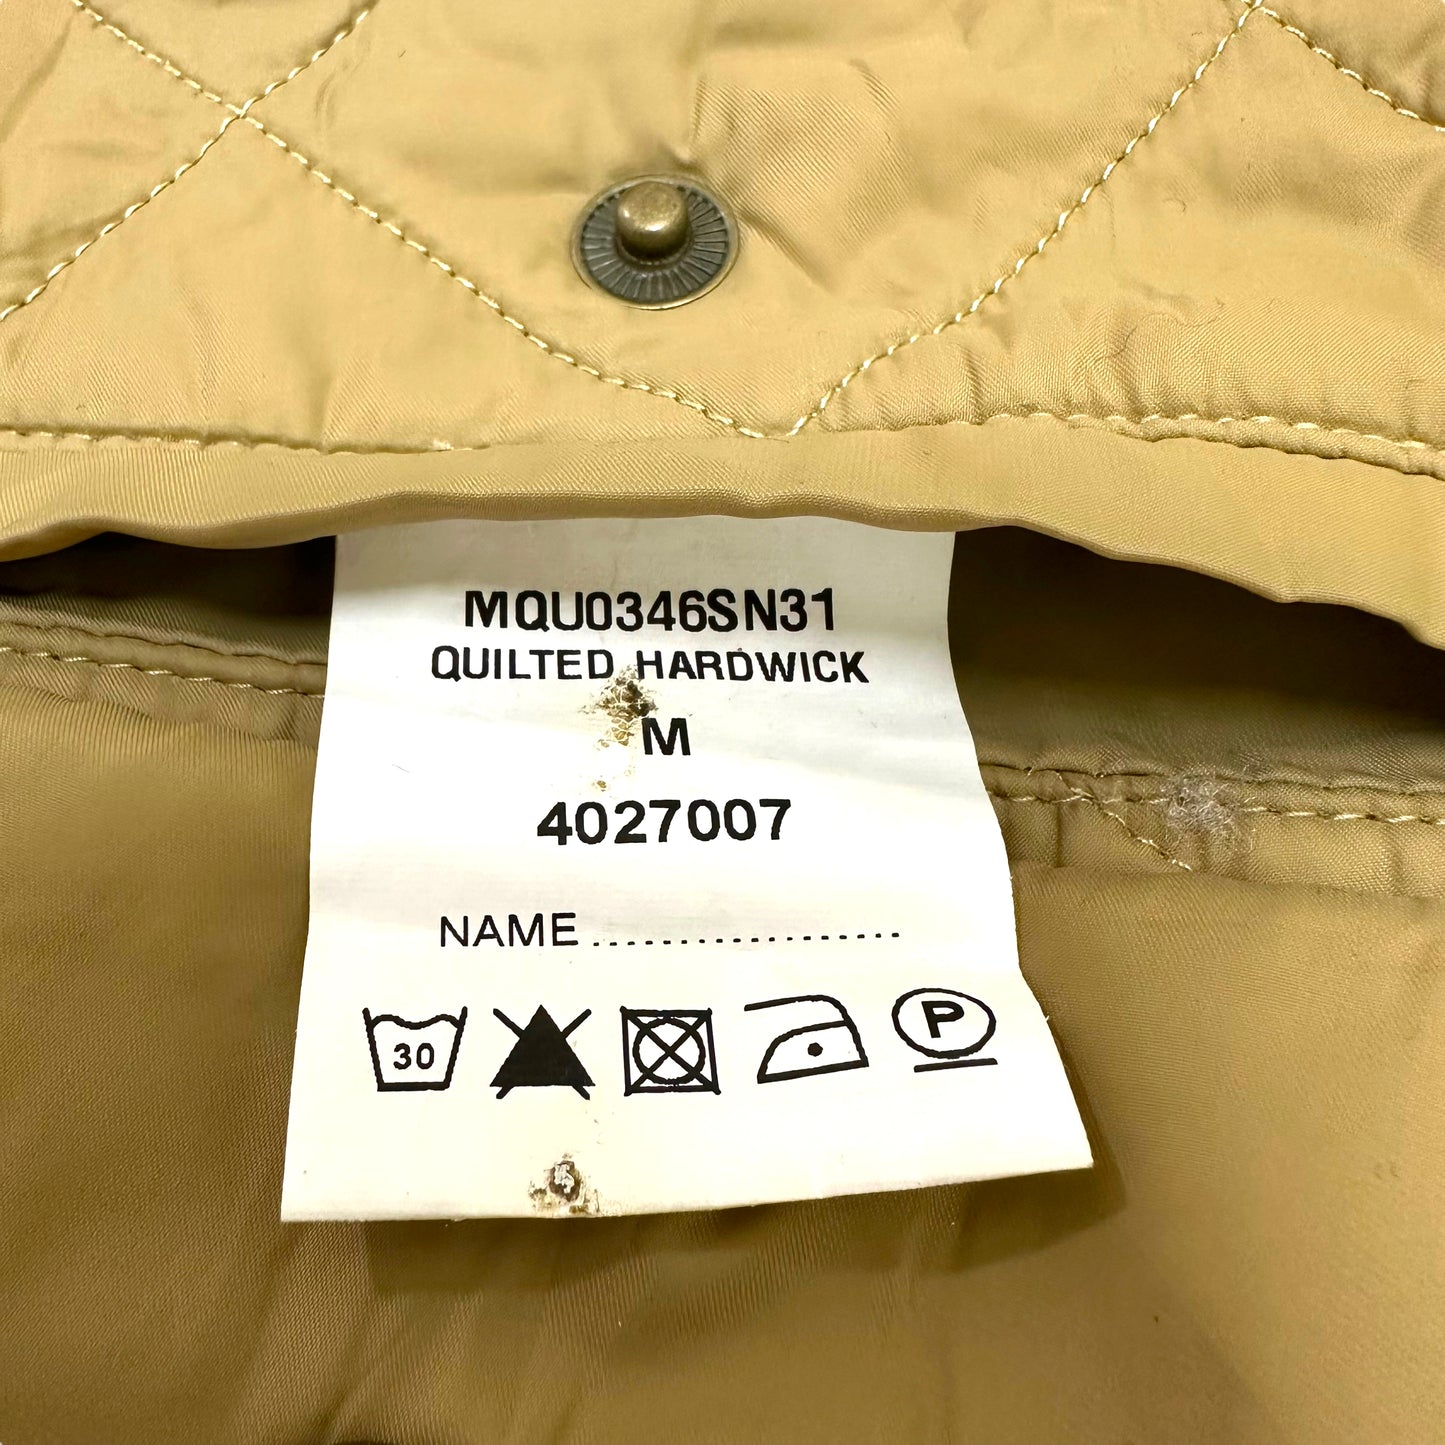 MQU0346SN31
QUILTED HARDWICK
M
4027007
NAME...................
30
P